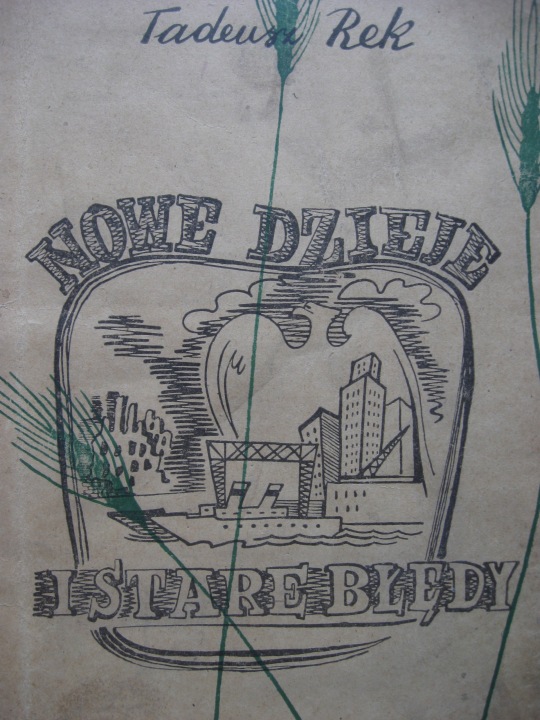 Tadeusz Rek
NOWE DZIEJE
I STARE BŁĘDY